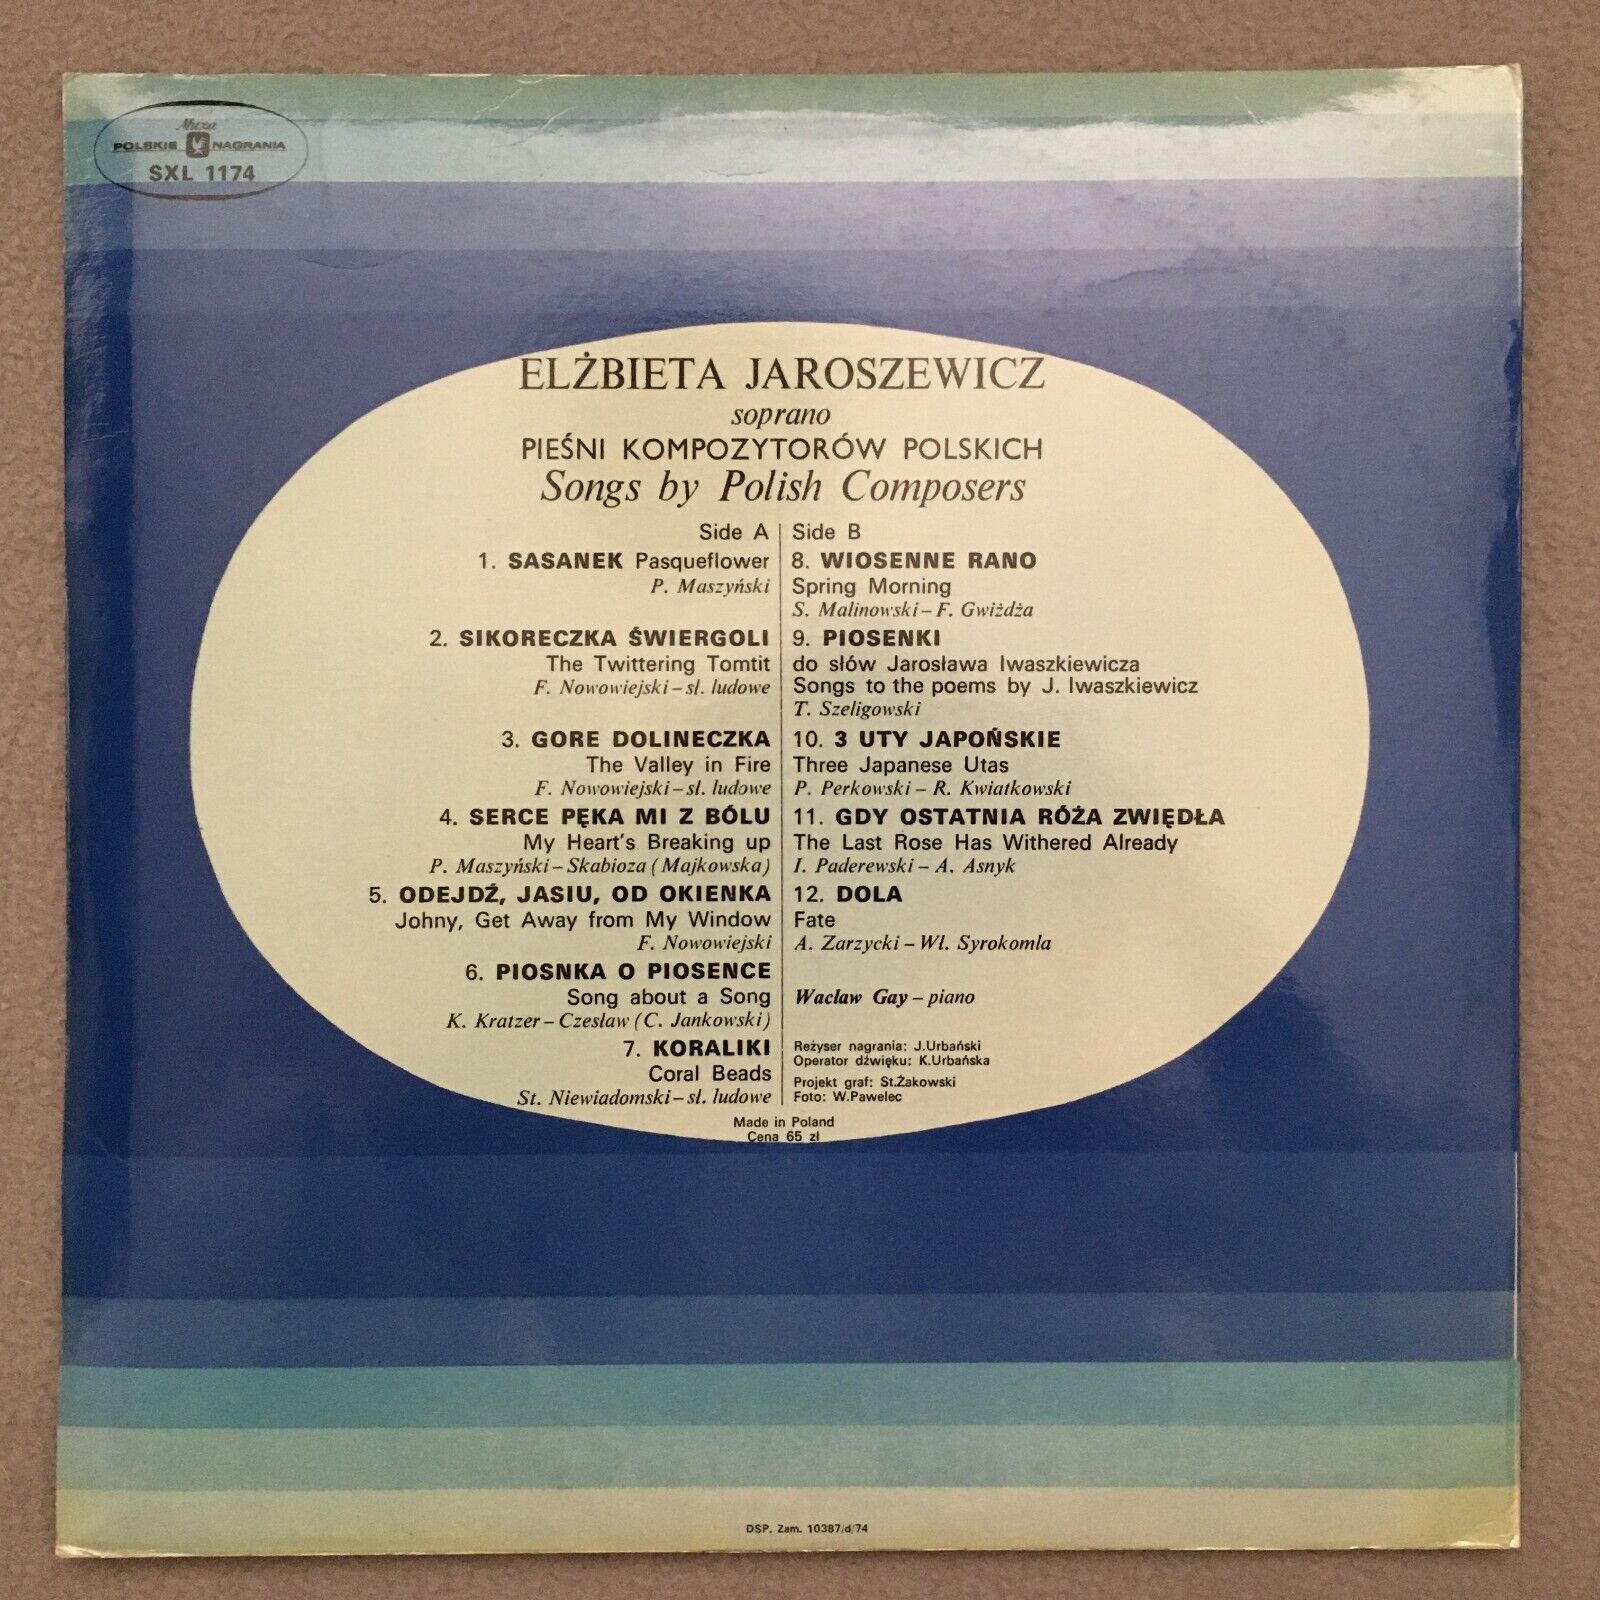 Muza
POLSKIE NAGRANIA
SXL 1174
ELŻBIETA JAROSZEWICZ
soprano
PIEŚNI KOMPOZYTORÓW POLSKICH
Songs by Polish Composers
Side A
1. SASANEK Pasqueflower
P. Maszyński
2. SIKORECZKA ŚWIERGOLI
The Twittering Tomtit
F. Nowowiejski – sł. ludowe
3. GORE DOLINECZKA
The Valley in Fire
F. Nowowiejski – sł. ludowe
4. SERCE PĘKA MI Z BÓLU
My Heart's Breaking up
P. Maszyński – Skabioza (Majkowska)
5. ODEJDŹ, JASIU, OD OKIENKA
Johny, Get Away from My Window
F. Nowowiejski
6. PIOSNKA O PIOSENCE
Song about a Song
K. Kratzer – Czesław (C. Jankowski)
7. KORALIKI
Coral Beads
St. Niewiadomski – sł. ludowe
Side B
8. WIOSENNE RANO
Spring Morning
S. Malinowski – F. Gwiżdża
9. PIOSENKI
do słów Jarosława Iwaszkiewicza
Songs to the poems by J. Iwaszkiewicz
T. Szeligowski
10. 3 UTY JAPOŃSKIE
Three Japanese Utas
P. Perkowski – R. Kwiatkowski
11. GDY OSTATNIA RÓŻA ZWIĘDŁA
The Last Rose Has Withered Already
I. Paderewski – A. Asnyk
12. DOLA
Fate
A. Zarzycki – Wł. Syrokomla
Wacław Gay – piano
Reżyser nagrania: J.Urbański
Operator dźwięku: K.Urbańska
Projekt graf: St.Żakowski
Foto: W.Pawelec
Made in Poland
Cena 65 zł
DSP. Zam. 10387/d/74